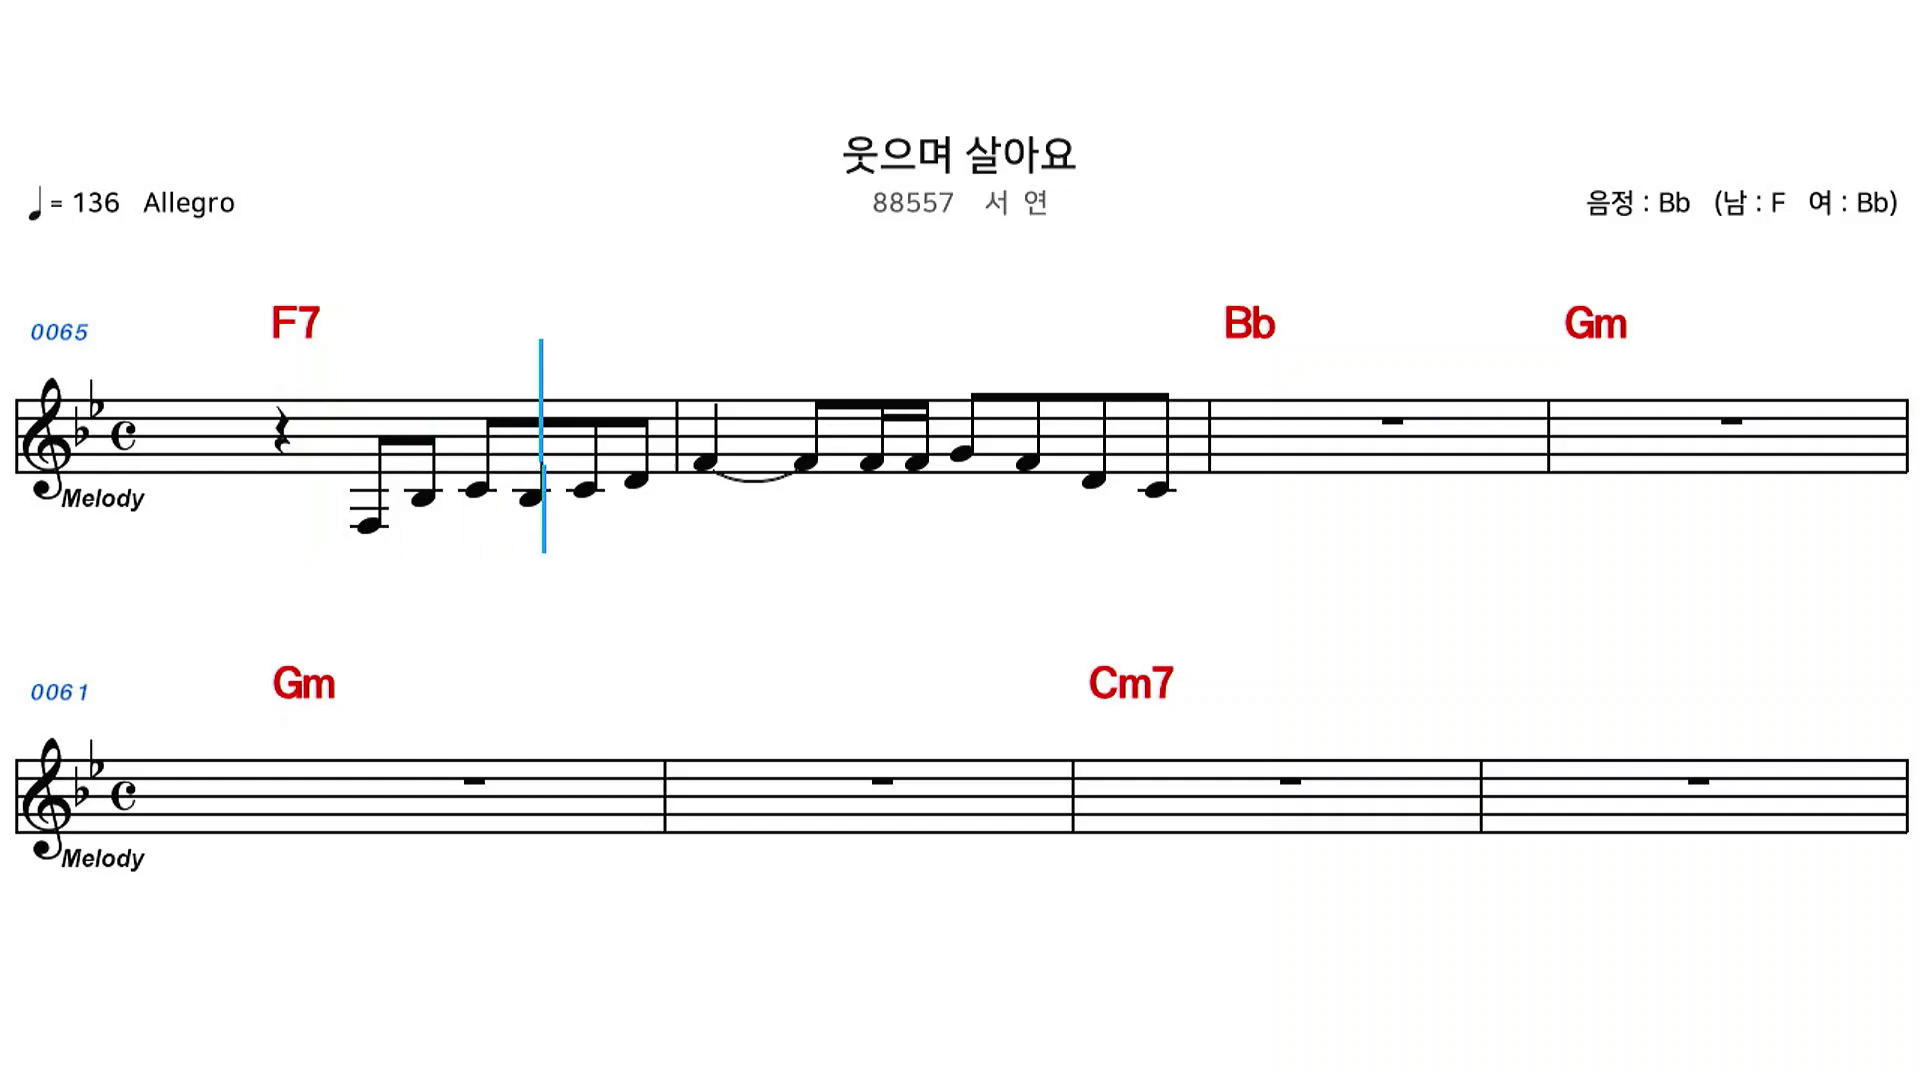 웃으며 살아요
♩= 136 Allegro 88557 서 연 음정 : Bb (남 : F 여 : Bb)
0065 F7 Bb Gm
Melody
0061 Gm Cm7
Melody